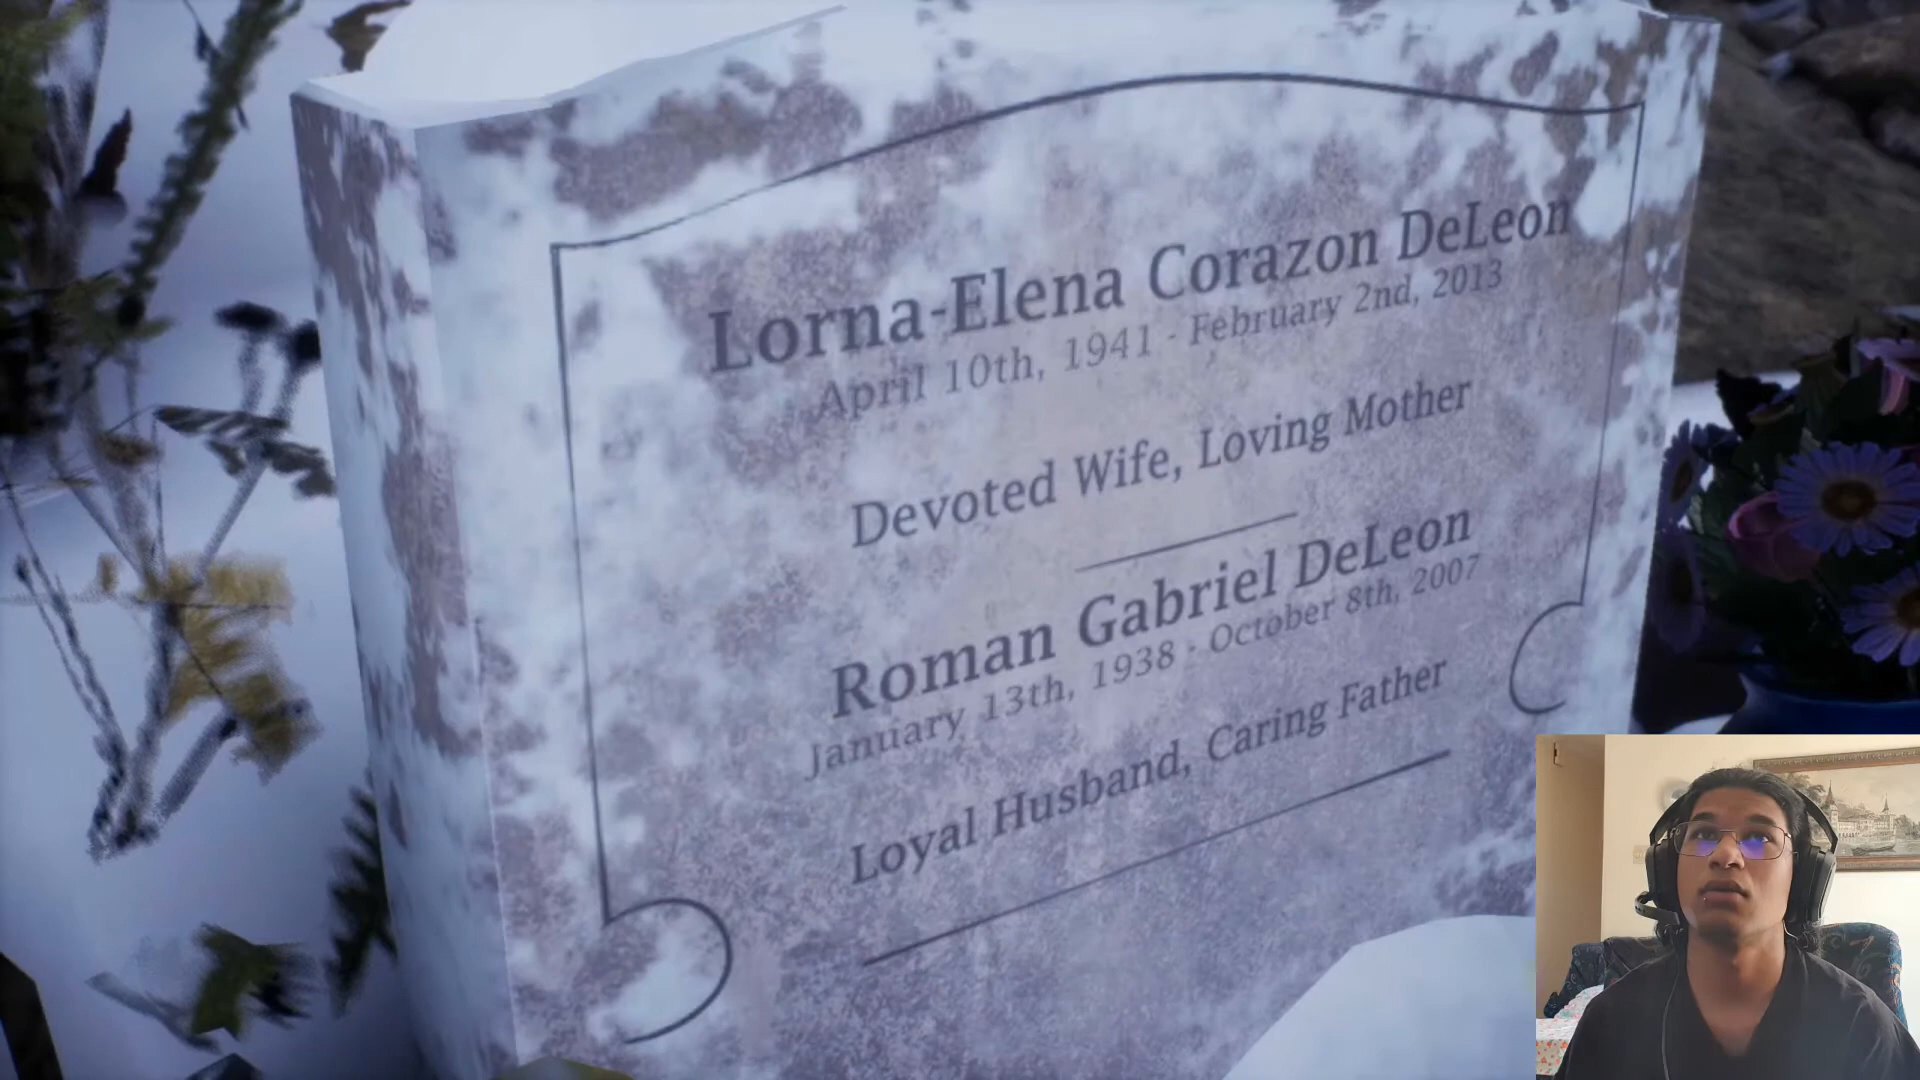 Lorna-Elena Corazon DeLeon
April 10th, 1941 - February 2nd, 2013
Devoted Wife, Loving Mother
Roman Gabriel DeLeon
January 13th, 1938 - October 8th, 2007
Loyal Husband, Caring Father